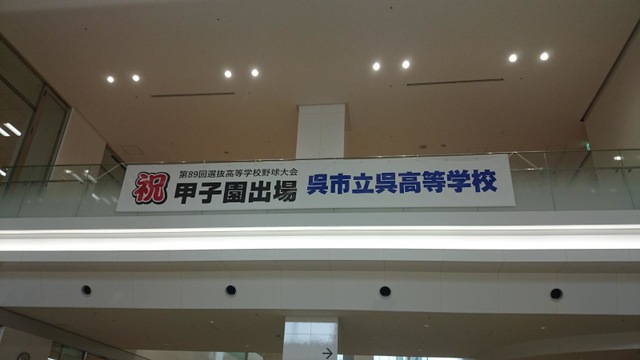 祝
第89回選抜高等学校野球大会
甲子園出場
呉市立呉高等学校
→